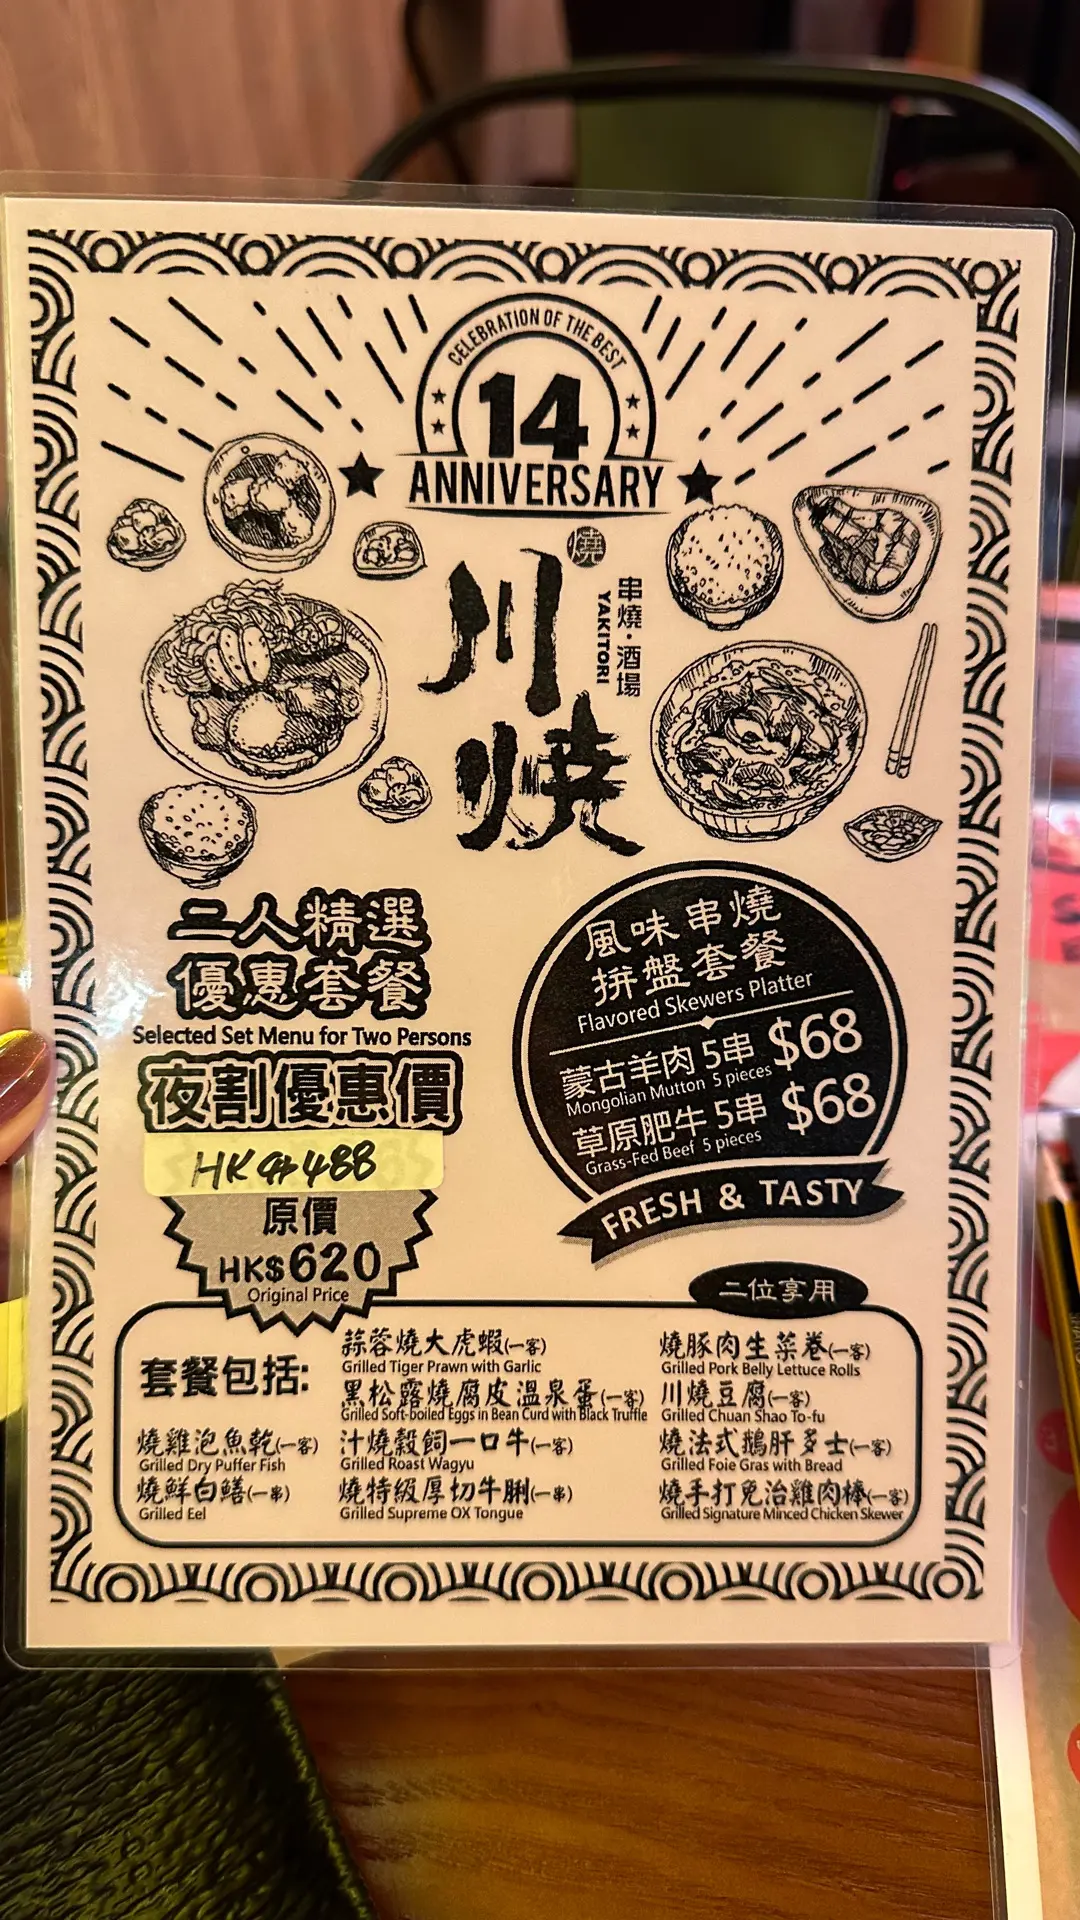 CELEBRATION OF THE BEST
14
ANNIVERSARY
燒
川燒
串燒·酒場
YAKITORI
二人精選
優惠套餐
Selected Set Menu for Two Persons
夜割優惠價
HK$488
原價
HK$620
Original Price
風味串燒
拼盤套餐
Flavored Skewers Platter
蒙古羊肉 5串 $68
Mongolian Mutton 5 pieces
草原肥牛 5串 $68
Grass-Fed Beef 5 pieces
FRESH & TASTY
二位享用
套餐包括:
蒜蓉燒大虎蝦(一客)
Grilled Tiger Prawn with Garlic
燒豚肉生菜卷(一客)
Grilled Pork Belly Lettuce Rolls
黑松露燒腐皮溫泉蛋(一客)
Grilled Soft-boiled Eggs in Bean Curd with Black Truffle
川燒豆腐(一客)
Grilled Chuan Shao To-fu
燒雞泡魚乾(一客)
Grilled Dry Puffer Fish
汁燒穀飼一口牛(一客)
Grilled Roast Wagyu
燒法式鵝肝多士(一客)
Grilled Foie Gras with Bread
燒鮮白鱔(一串)
Grilled Eel
燒特級厚切牛脷(一串)
Grilled Supreme OX Tongue
燒手打免治雞肉棒(一客)
Grilled Signature Minced Chicken Skewer